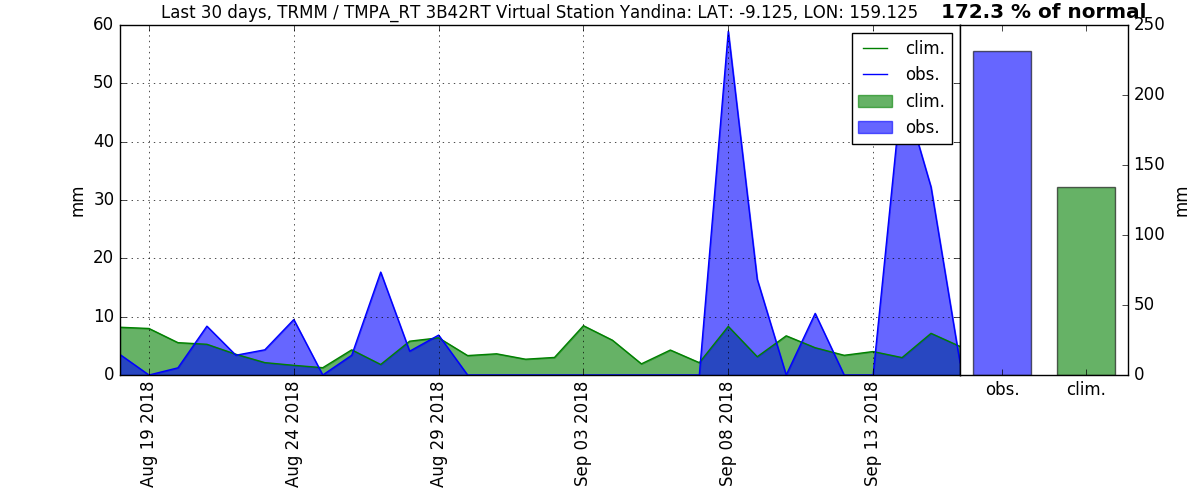 Last 30 days, TRMM / TMPA_RT 3B42RT Virtual Station Yandina: LAT: -9.125, LON: 159.125
172.3 % of normal
60
50
40
30
20
10
0
mm
clim.
obs.
clim.
obs.
250
200
150
100
50
0
mm
Aug 19 2018
Aug 24 2018
Aug 29 2018
Sep 03 2018
Sep 08 2018
Sep 13 2018
obs.
clim.